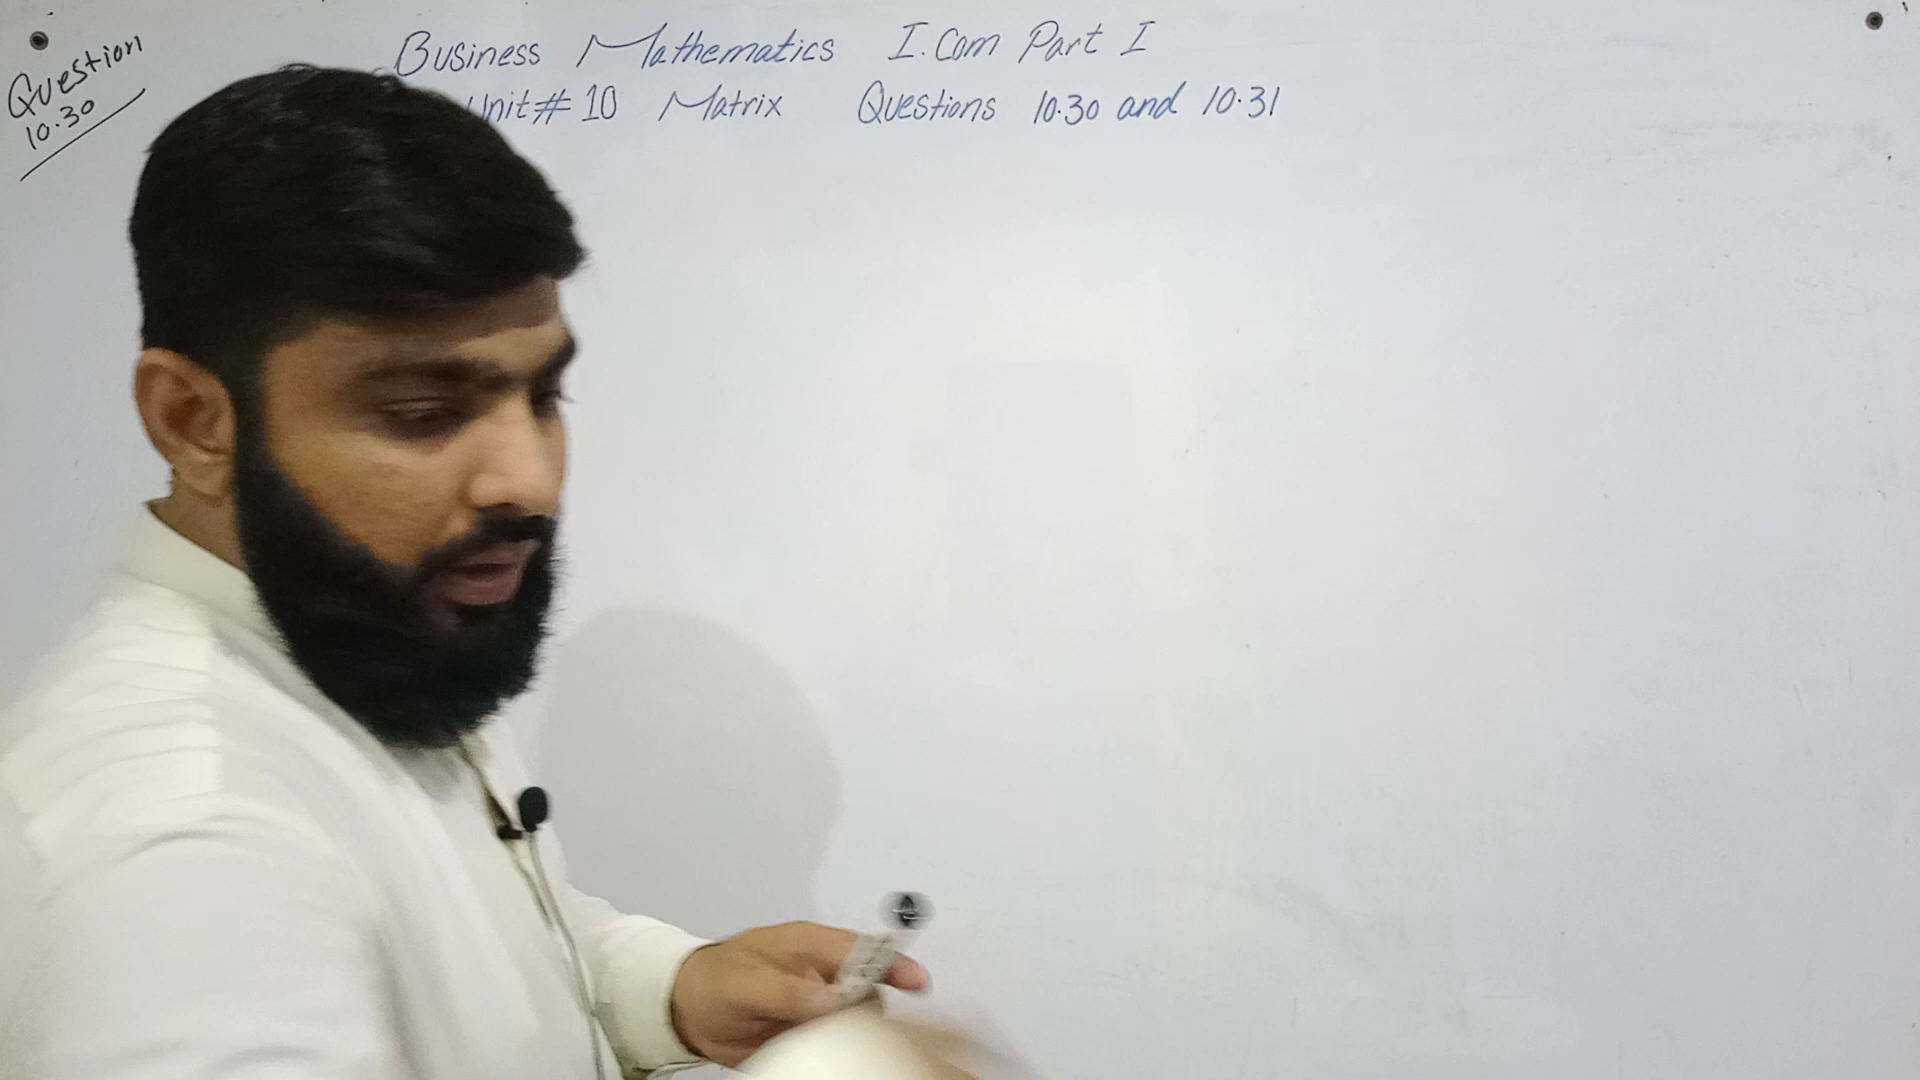 Question
10.30
Business Mathematics I.Com Part I
Unit # 10 Matrix Questions 10.30 and 10.31